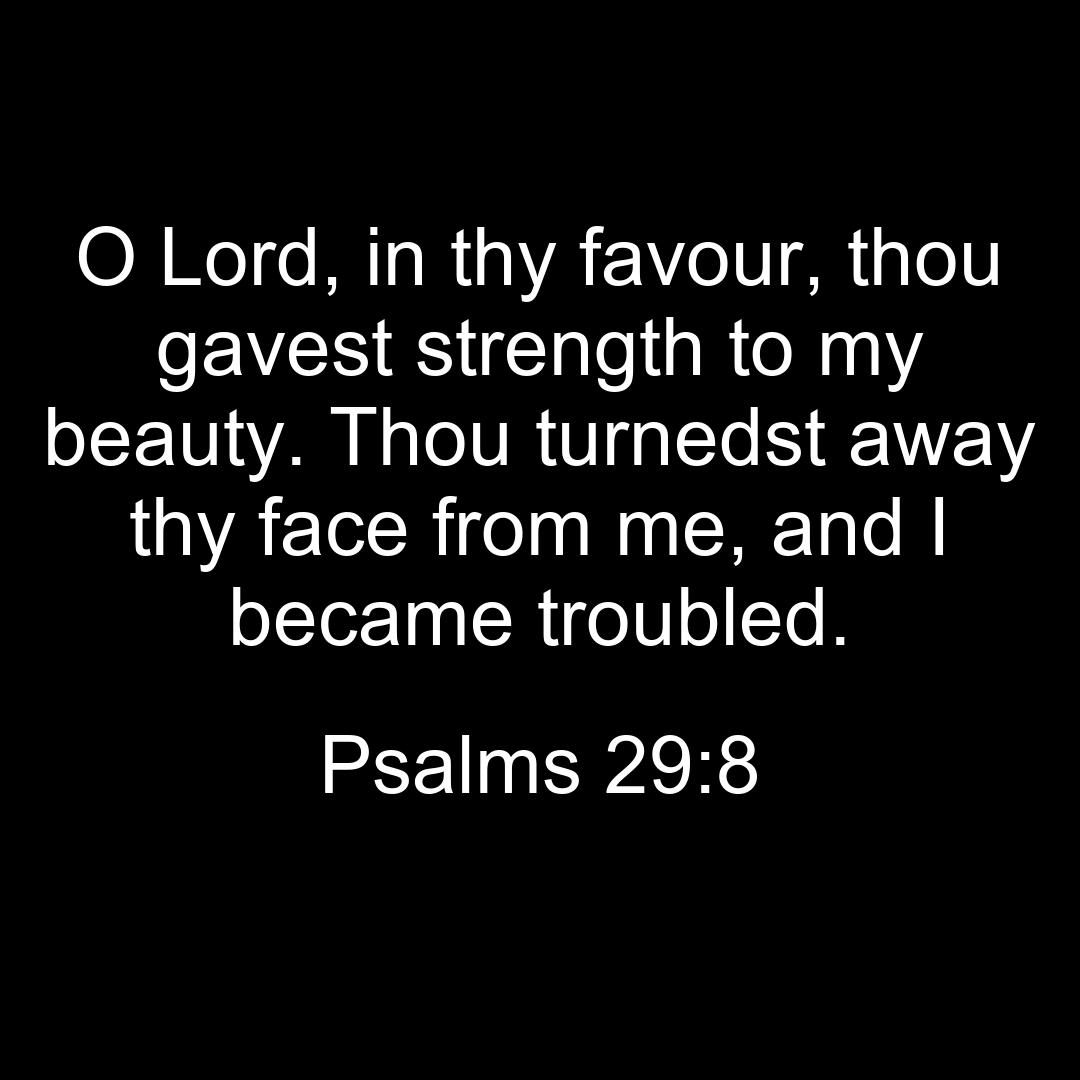 O Lord, in thy favour, thou
gavest strength to my
beauty. Thou turnedst away
thy face from me, and I
became troubled.
Psalms 29:8